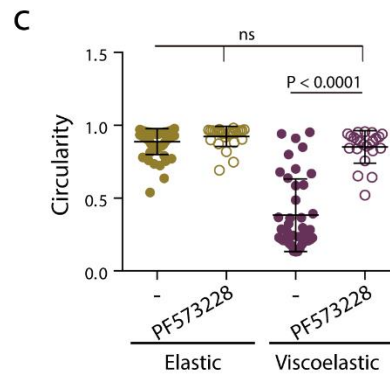 C
ns
P < 0.0001
1.5
1.0
0.5
0.0
Circularity
- PF573228 - PF573228
Elastic Viscoelastic